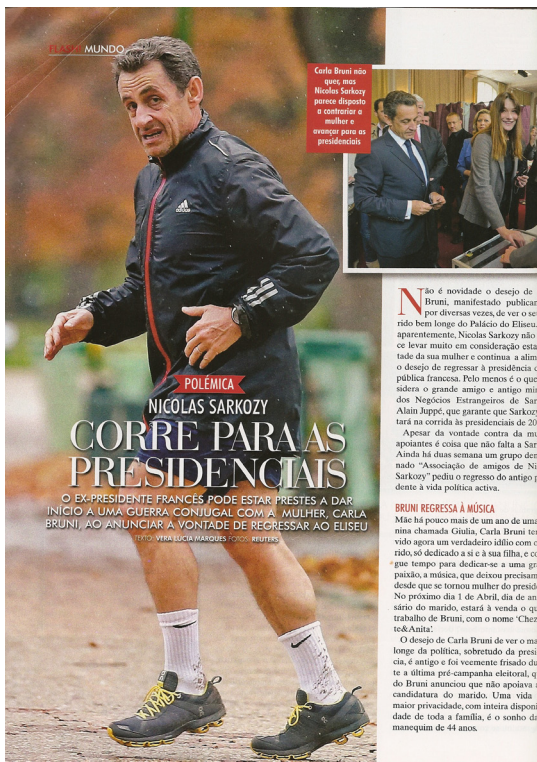 FLASH! MUNDO
Carla Bruni não
quer, mas
Nicolas Sarkozy
parece disposto
a contrariar a
mulher e
avançar para as
presidenciais
adidas
POLÉMICA
NICOLAS SARKOZY
CORRE PARA AS
PRESIDENCIAIS
O EX-PRESIDENTE FRANCÊS PODE ESTAR PRESTES A DAR
INÍCIO A UMA GUERRA CONJUGAL COM A MULHER, CARLA
BRUNI, AO ANUNCIAR A VONTADE DE REGRESSAR AO ELISEU
TEXTO: VERA LÚCIA MARQUES FOTOS: REUTERS
Não é novidade o desejo de
Bruni, manifestado publicam
por diversas vezes, de ver o se
rido bem longe do Palácio do Eliseu.
aparentemente, Nicolas Sarkozy não
ce levar muito em consideração esta
tade da sua mulher e continua a alim
o desejo de regressar à presidência d
pública francesa. Pelo menos é o que
sidera o grande amigo e antigo min
dos Negócios Estrangeiros de Sar
Alain Juppé, que garante que Sarkozy
tará na corrida às presidenciais de 20
Apesar da vontade contra da mu
apoiantes é coisa que não falta a Sar
Ainda há duas semana um grupo den
nado “Associação de amigos de Ni
Sarkozy” pediu o regresso do antigo p
dente à vida política activa.
BRUNI REGRESSA À MÚSICA
Mãe há pouco mais de um ano de uma
nina chamada Giulia, Carla Bruni ter
vido agora um verdadeiro idílio com o
rido, só dedicado a si e à sua filha, e co
gue tempo para dedicar-se a uma gra
paixão, a música, que deixou precisam
desde que se tornou mulher do preside
No próximo dia 1 de Abril, dia de an
sário do marido, estará à venda o qu
trabalho de Bruni, com o nome ‘Chez
te&Anita’.
O desejo de Carla Bruni de ver o ma
longe da política, sobretudo da presi
cia, é antigo e foi veemente frisado du
te a última pré-campanha eleitoral, q
do Bruni anunciou que não apoiava a
candidatura do marido. Uma vida
maior privacidade, com inteira disponi
dade de toda a família, é o sonho da
manequim de 44 anos.